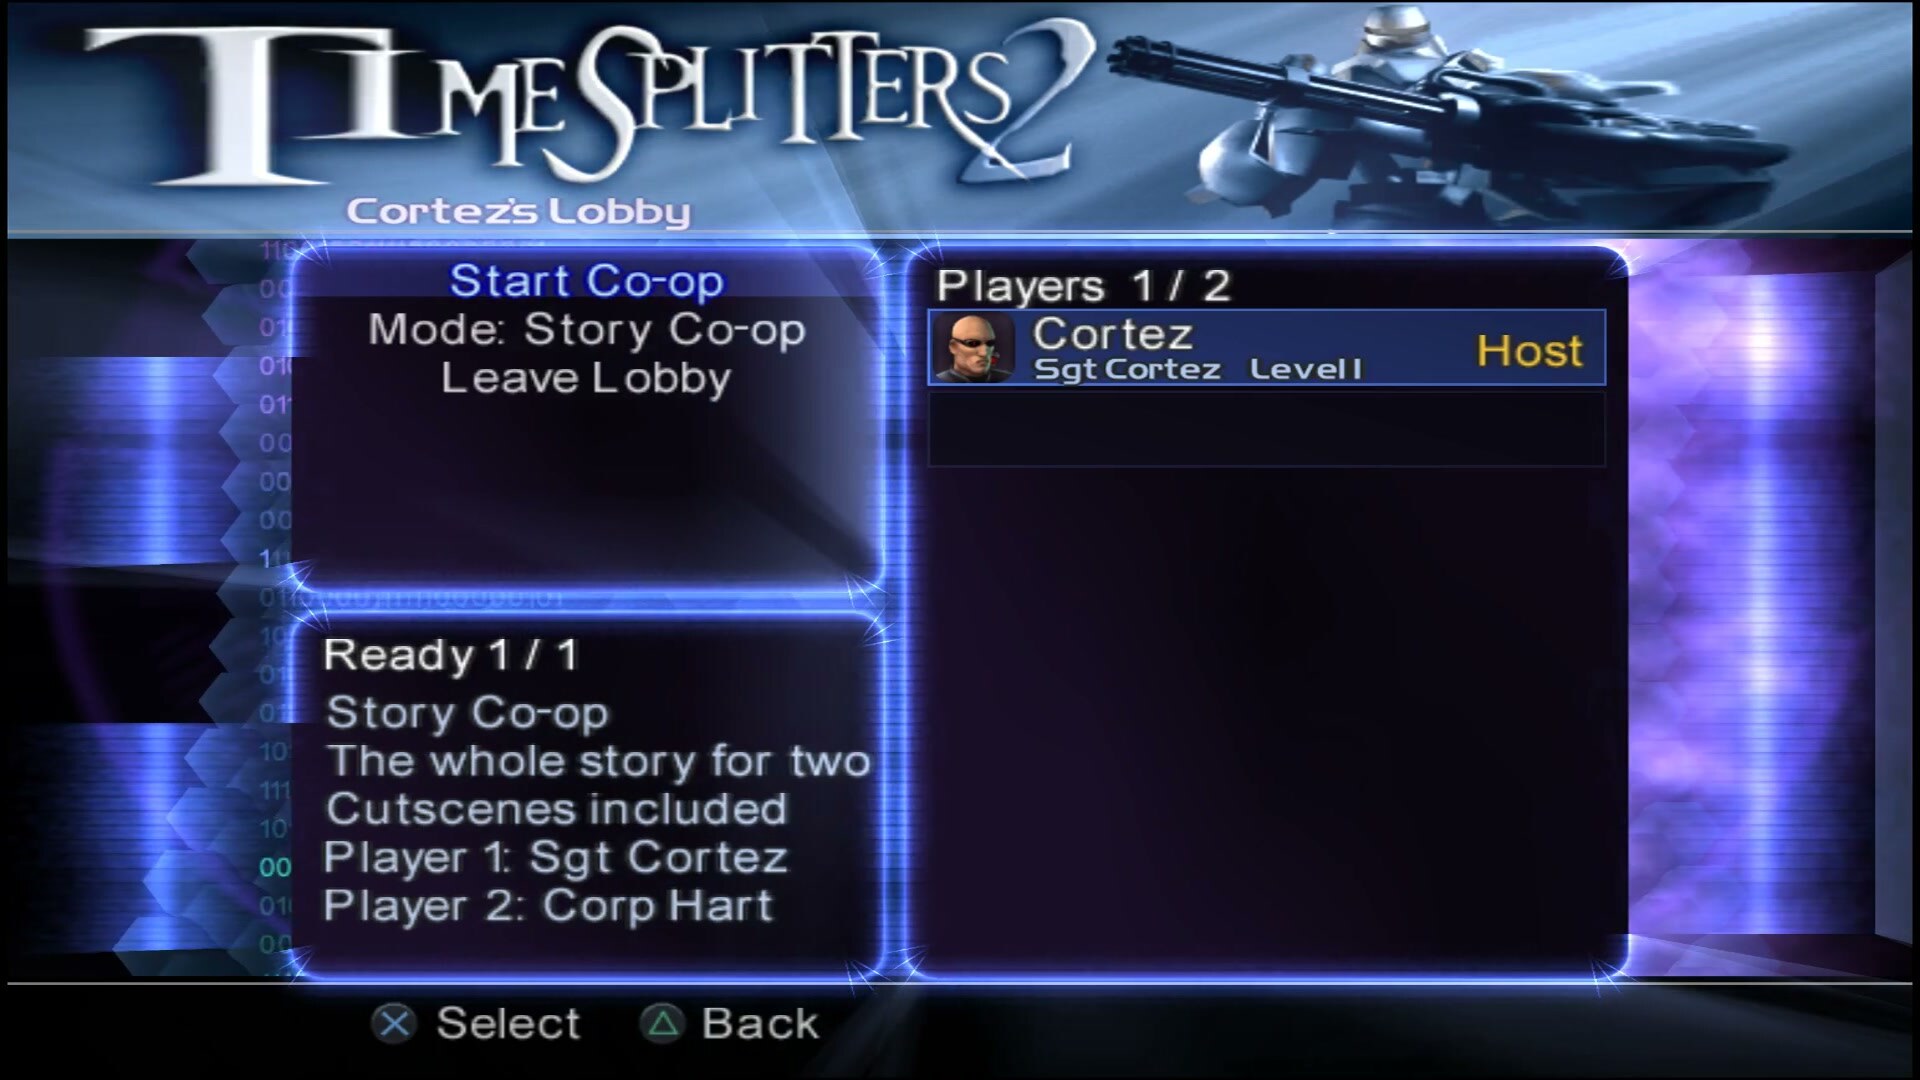 TIMESPLITTERS 2
Cortez's Lobby
Start Co-op
Mode: Story Co-op
Leave Lobby
Ready 1 / 1
Story Co-op
The whole story for two
Cutscenes included
Player 1: Sgt Cortez
Player 2: Corp Hart
Players 1 / 2
Cortez
Sgt Cortez Level 1
Host
Select
Back